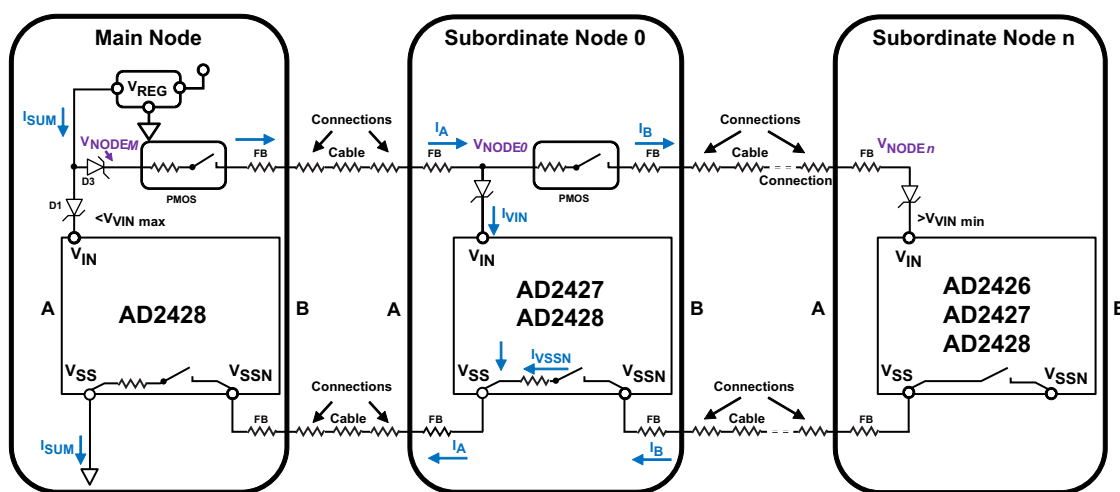 Main Node
Subordinate Node 0
Subordinate Node n
VREG
ISUM
VNODEM
D3
PMOS
D1
<VVIN max
VIN
A
AD2428
B
VSS
VSSN
ISUM
FB
Connections
Cable
FB
Connections
Cable
IA
FB
VNODE0
IB
FB
PMOS
IVIN
VIN
A
AD2427
AD2428
B
IVSSN
VSS
VSSN
FB
IA
FB
IB
Connections
Cable
Connection
Connections
Cable
FB
VNODEn
>VVIN min
VIN
A
AD2426
AD2427
AD2428
B
VSS
VSSN
FB